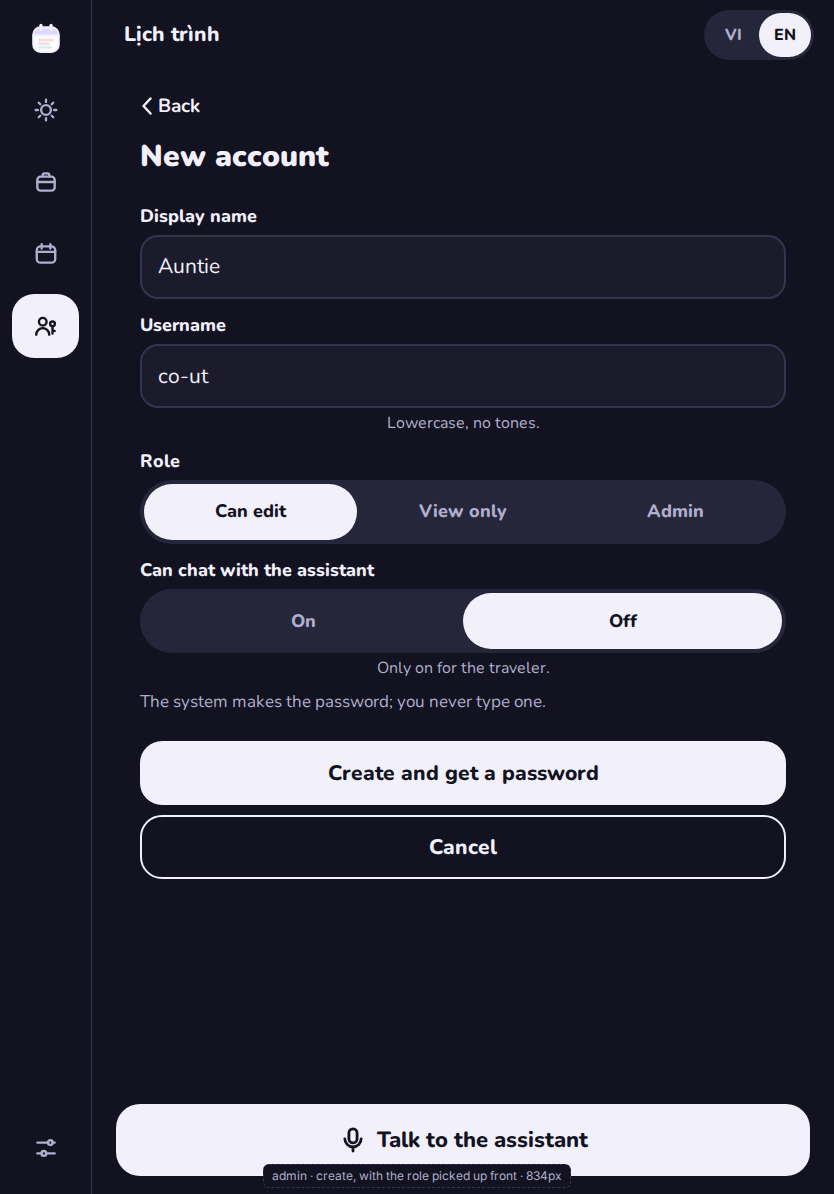 Lịch trình
VI
EN
Back
New account
Display name
Auntie
Username
co-ut
Lowercase, no tones.
Role
Can edit
View only
Admin
Can chat with the assistant
On
Off
Only on for the traveler.
The system makes the password; you never type one.
Create and get a password
Cancel
Talk to the assistant
admin · create, with the role picked up front · 834px